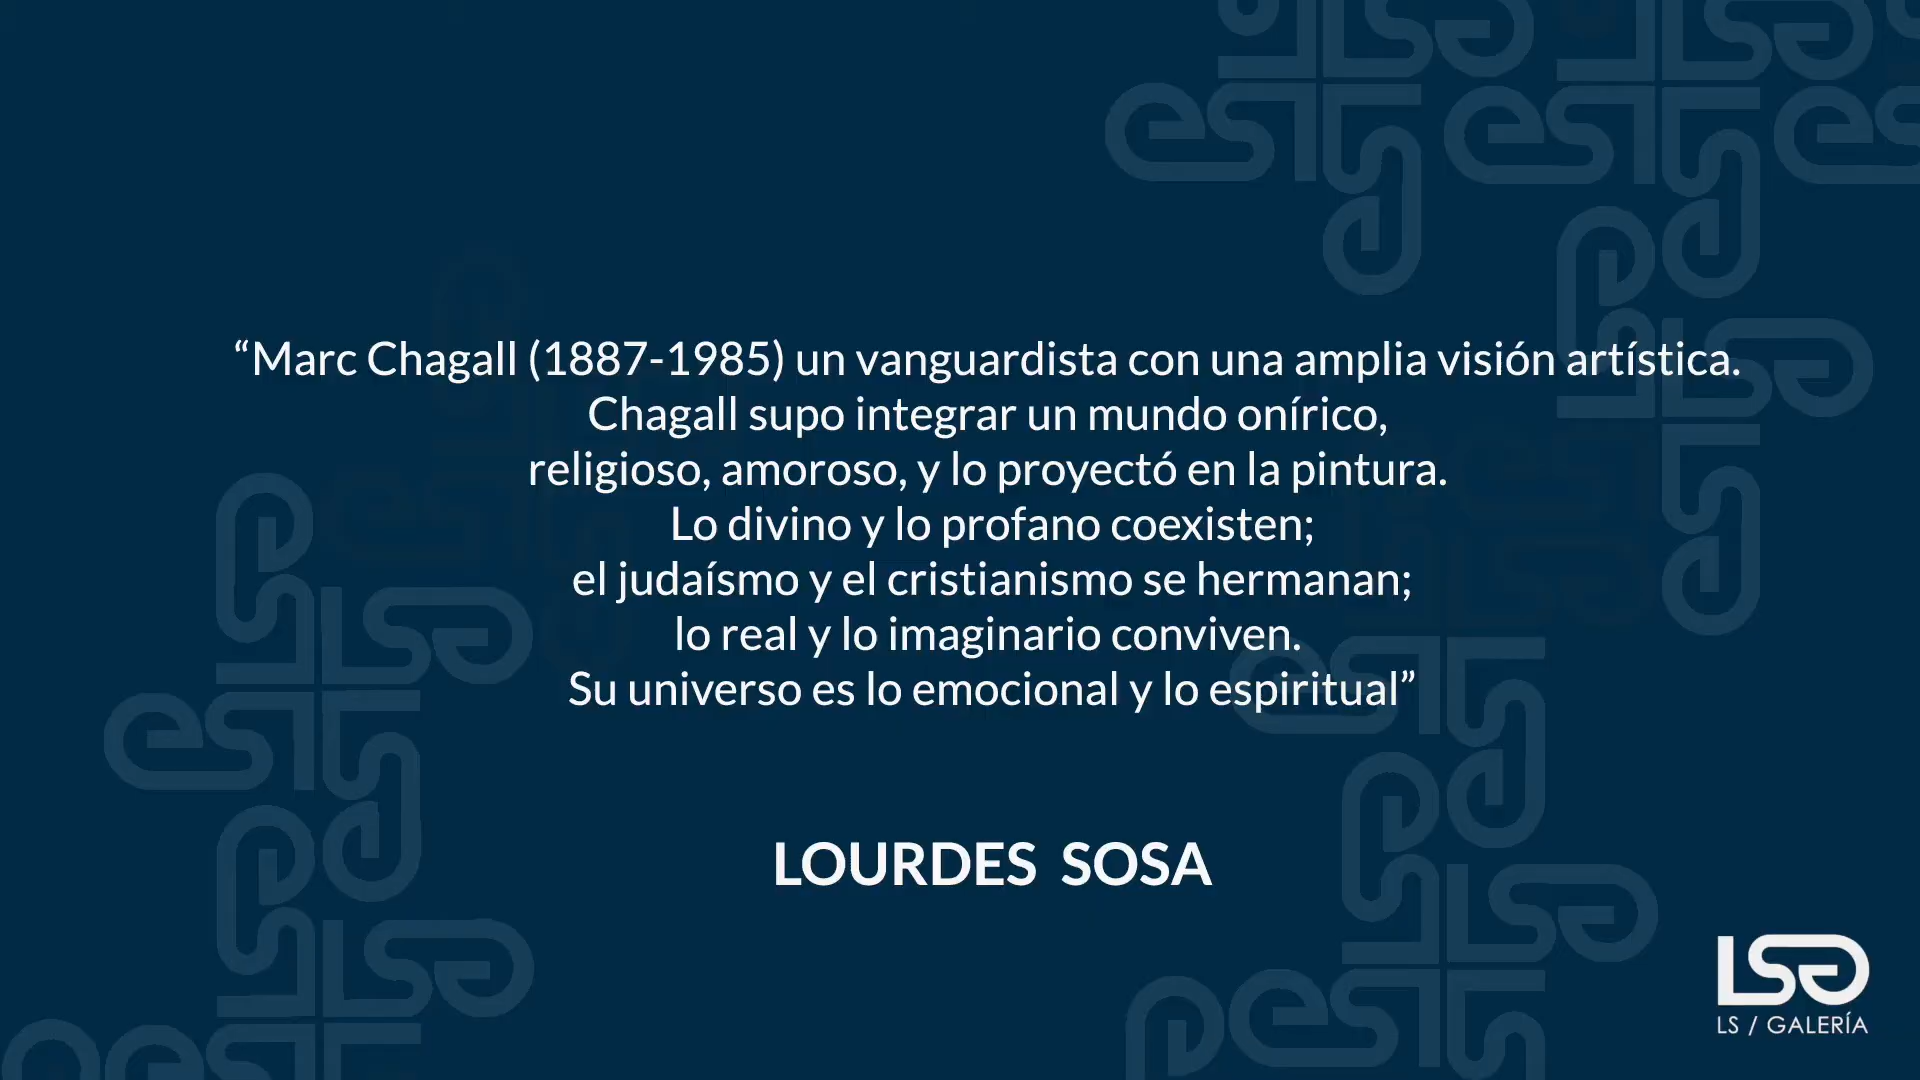 “Marc Chagall (1887-1985) un vanguardista con una amplia visión artística.
Chagall supo integrar un mundo onírico,
religioso, amoroso, y lo proyectó en la pintura.
Lo divino y lo profano coexisten;
el judaísmo y el cristianismo se hermanan;
lo real y lo imaginario conviven.
Su universo es lo emocional y lo espiritual”
LOURDES SOSA
LSG
LS / GALERÍA